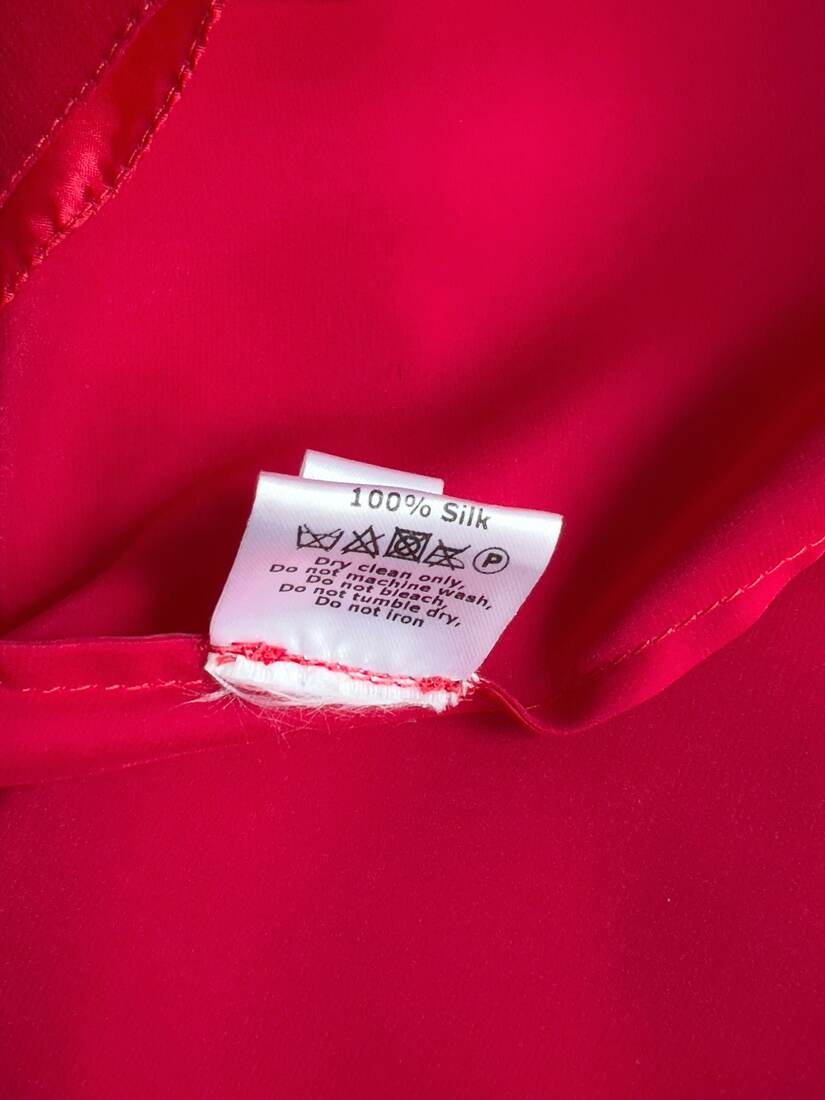 100% Silk
P
Dry clean only,
Do not machine wash,
Do not bleach,
Do not tumble dry,
Do not iron